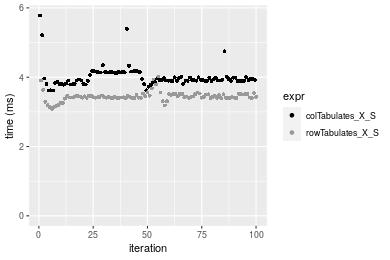 6
4
2
0
time (ms)
0
25
50
75
100
iteration
expr
colTabulates_X_S
rowTabulates_X_S